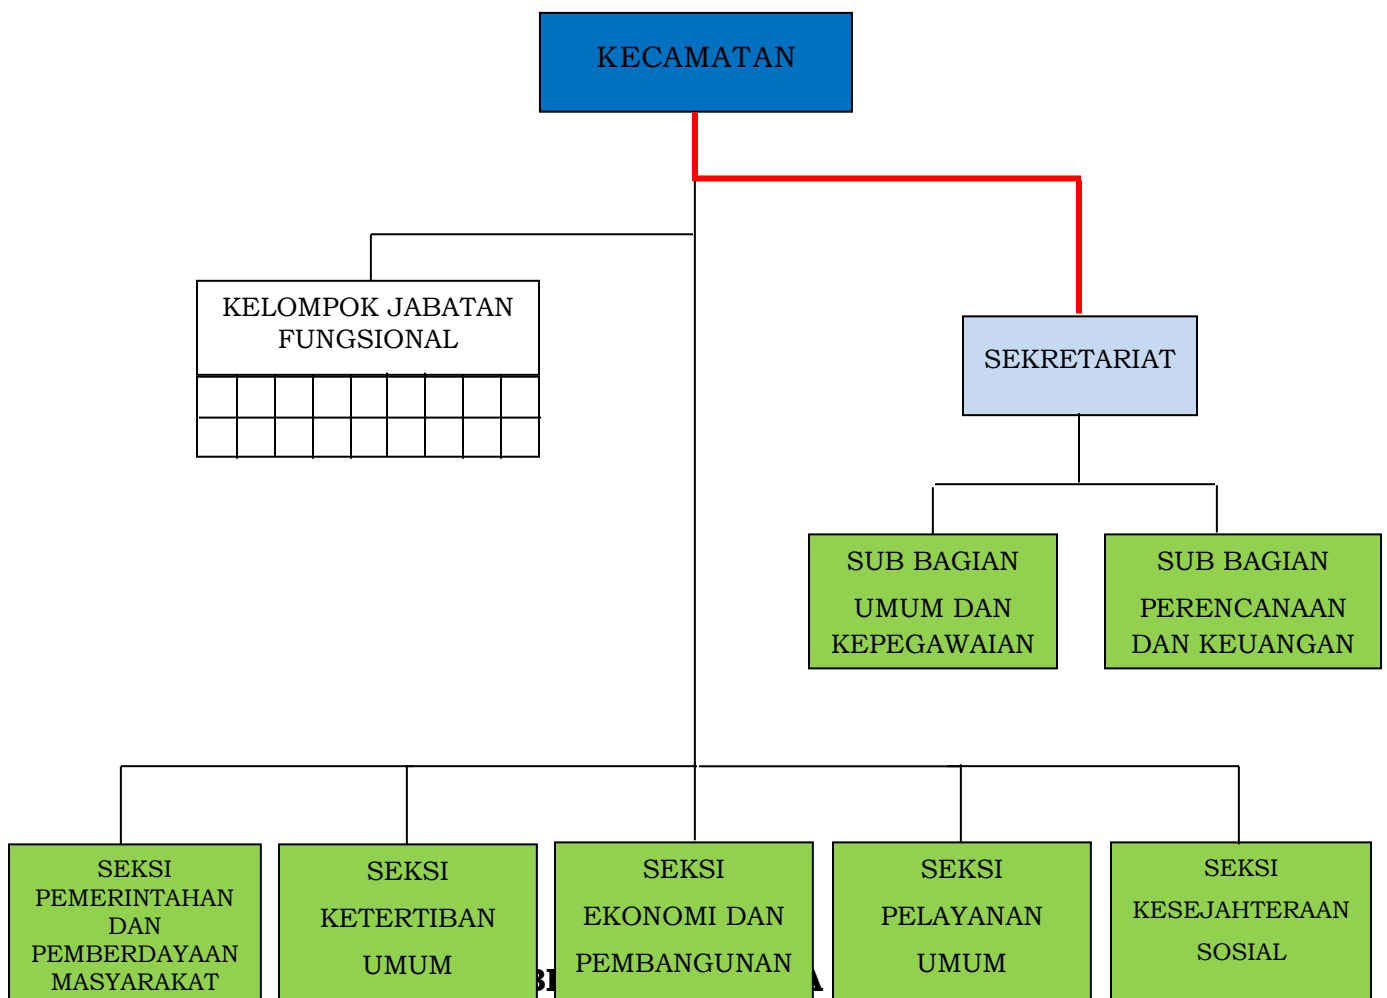 KECAMATAN
KELOMPOK JABATAN
FUNGSIONAL
SEKRETARIAT
SUB BAGIAN
UMUM DAN
KEPEGAWAIAN
SUB BAGIAN
PERENCANAAN
DAN KEUANGAN
SEKSI
PEMERINTAHAN
DAN
PEMBERDAYAAN
MASYARAKAT
SEKSI
KETERTIBAN
UMUM
SEKSI
EKONOMI DAN
PEMBANGUNAN
SEKSI
PELAYANAN
UMUM
SEKSI
KESEJAHTERAAN
SOSIAL